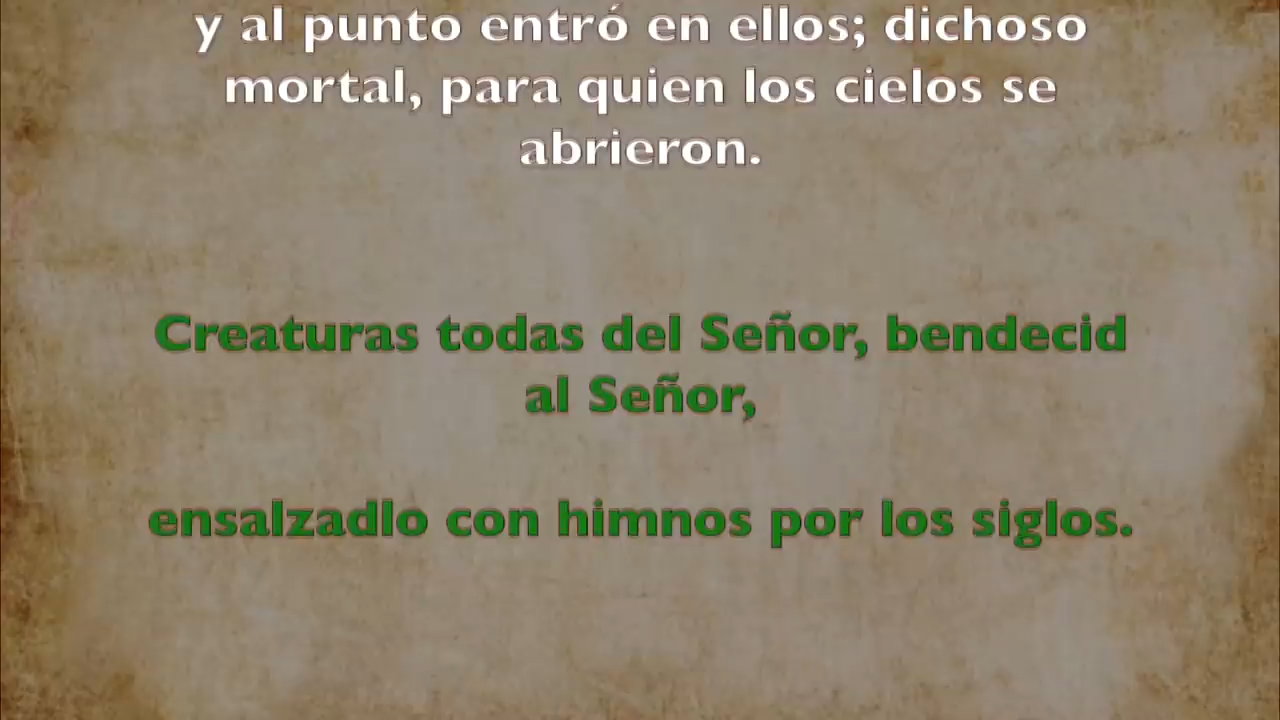 y al punto entró en ellos; dichoso
mortal, para quien los cielos se
abrieron.
Creaturas todas del Señor, bendecid
al Señor,
ensalzadlo con himnos por los siglos.